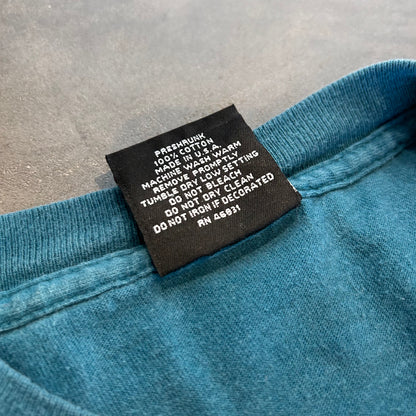 PRESHRUNK
100% COTTON
MADE IN U.S.A.
MACHINE WASH WARM
REMOVE PROMPTLY
TUMBLE DRY LOW SETTING
DO NOT BLEACH
DO NOT DRY CLEAN
DO NOT IRON IF DECORATED
RN 46931